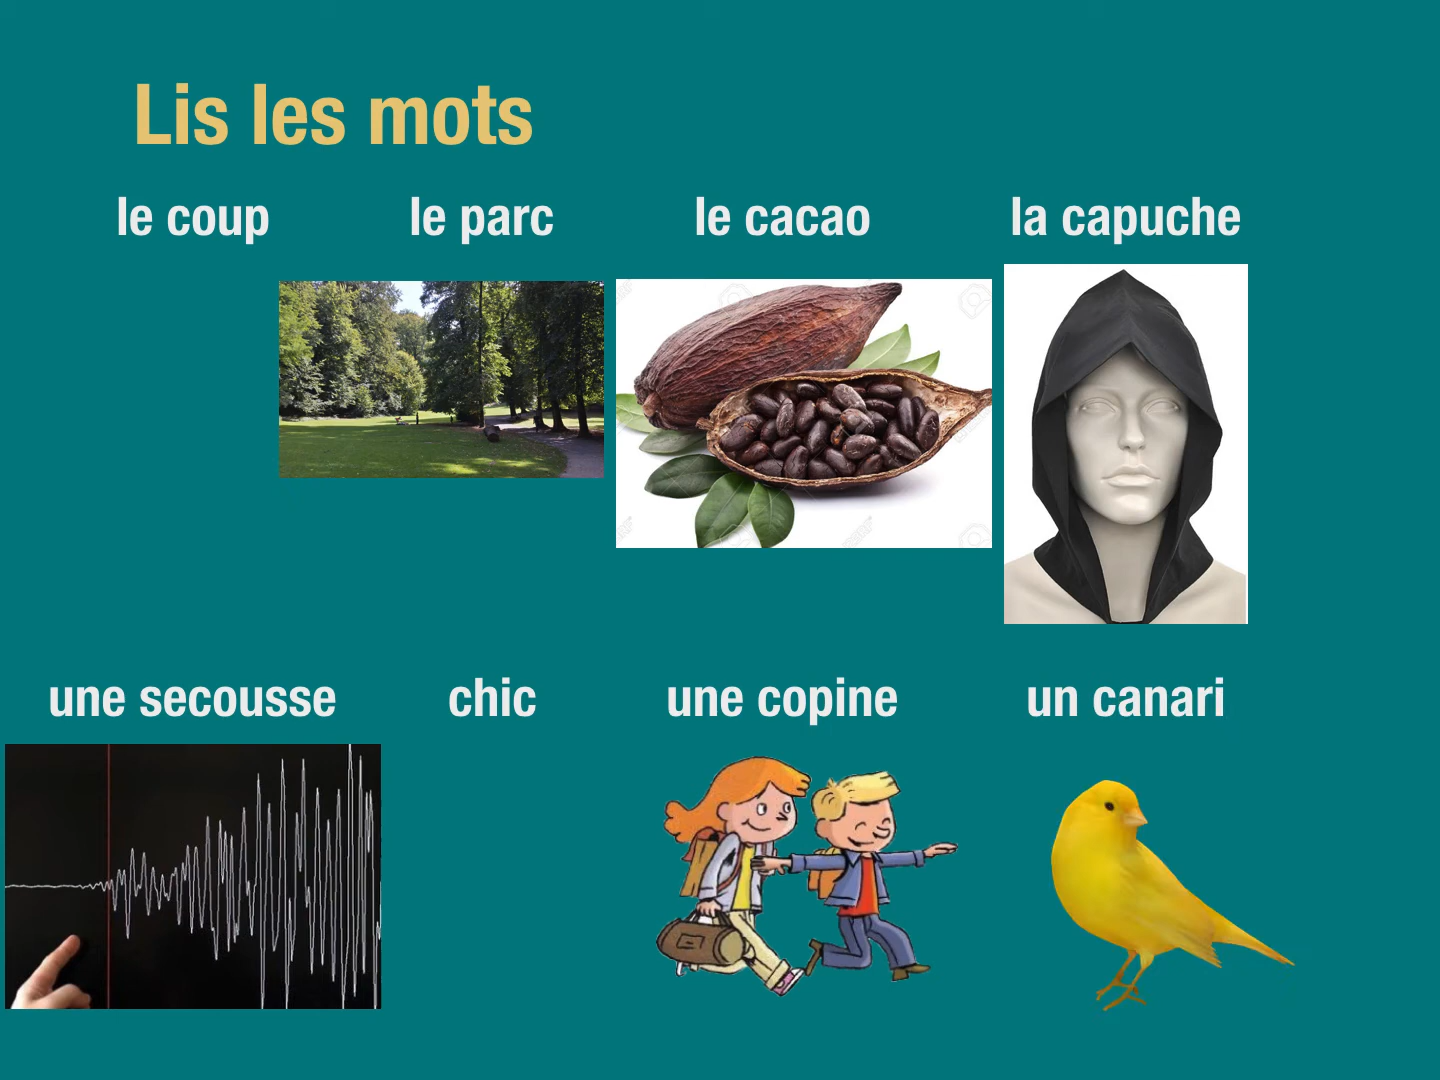 Lis les mots
le coup le parc le cacao la capuche
une secousse chic une copine un canari